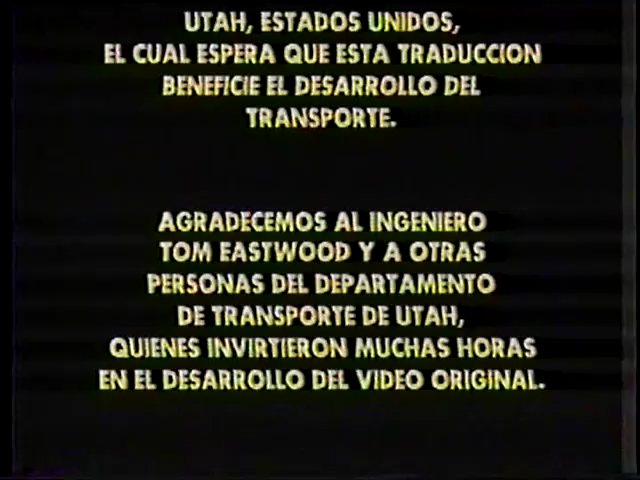 UTAH, ESTADOS UNIDOS,
EL CUAL ESPERA QUE ESTA TRADUCCION
BENEFICIE EL DESARROLLO DEL
TRANSPORTE.
AGRADECEMOS AL INGENIERO
TOM EASTWOOD Y A OTRAS
PERSONAS DEL DEPARTAMENTO
DE TRANSPORTE DE UTAH,
QUIENES INVIRTIERON MUCHAS HORAS
EN EL DESARROLLO DEL VIDEO ORIGINAL.